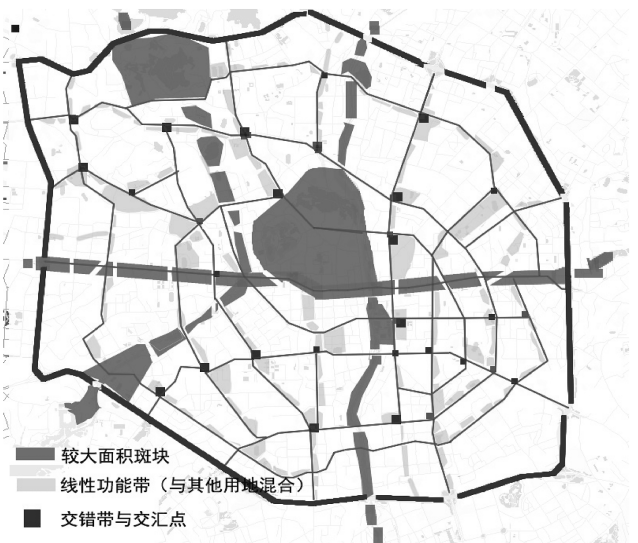 较大面积斑块
线性功能带（与其他用地混合）
交错带与交汇点